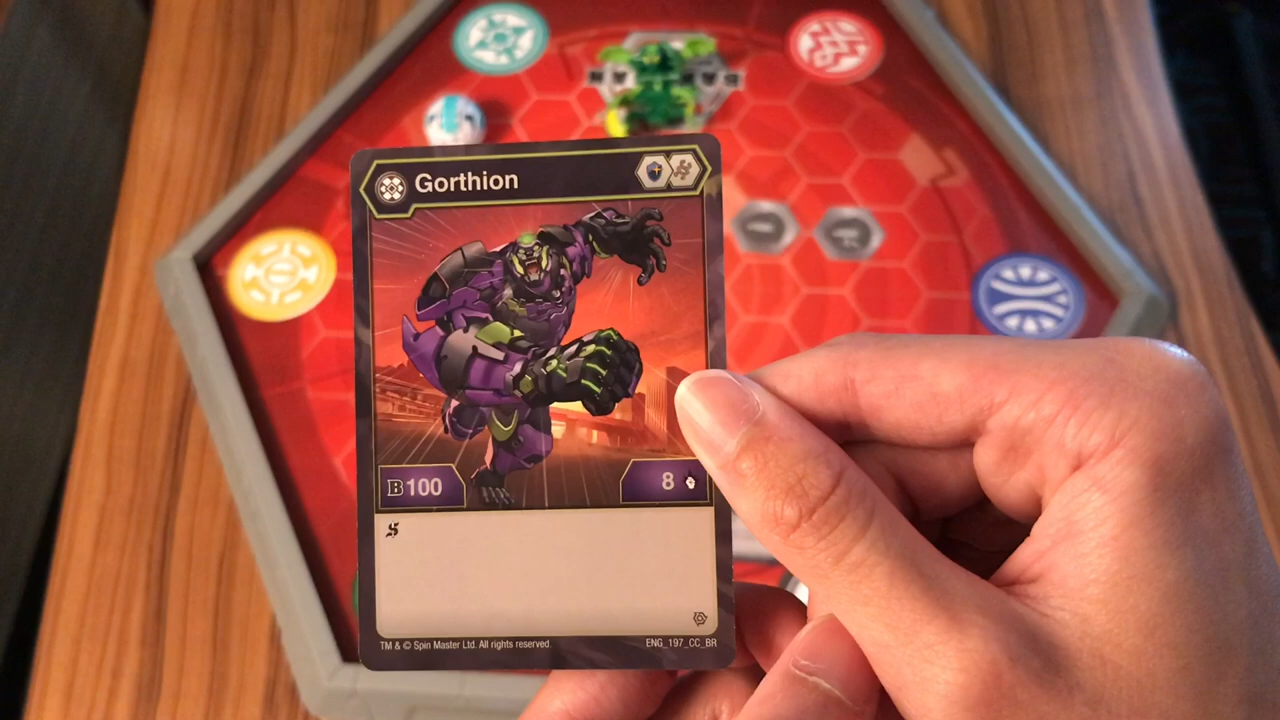 Gorthion
B100
8
S
TM & © Spin Master Ltd. All rights reserved.
ENG_197_CC_BR